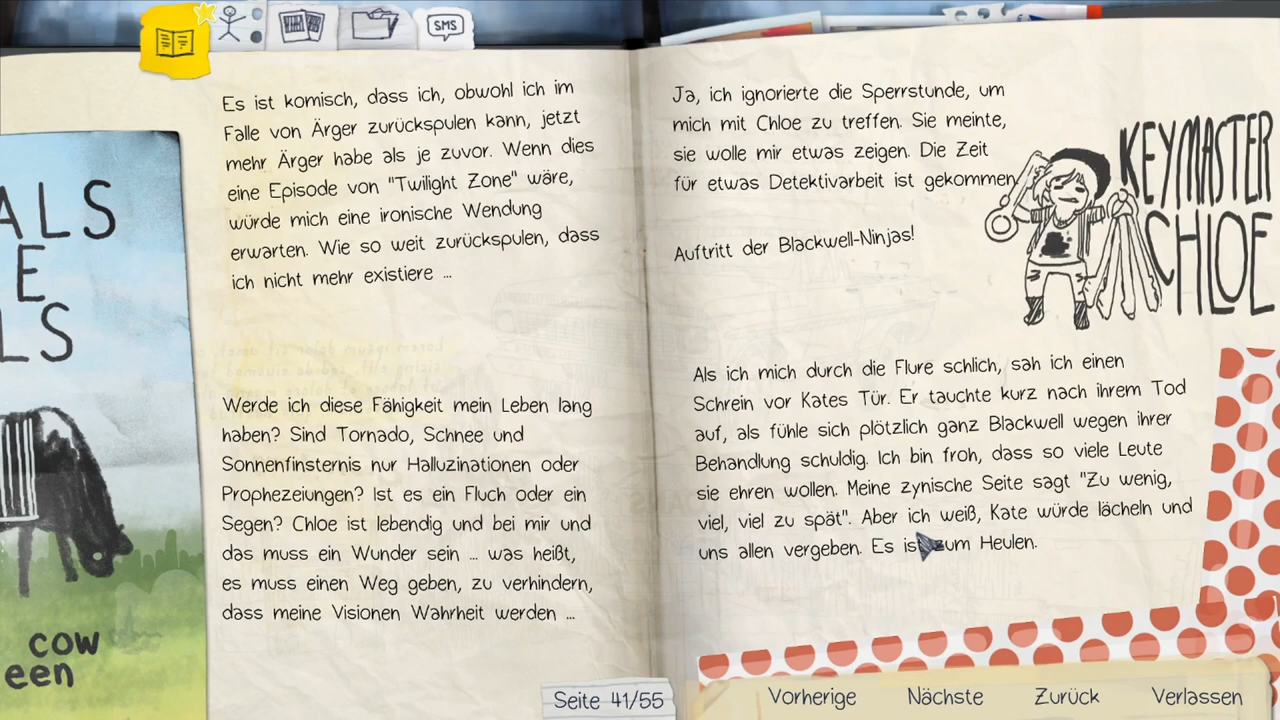 SMS
ALS
E
LS
cow
een
Es ist komisch, dass ich, obwohl ich im
Falle von Ärger zurückspulen kann, jetzt
mehr Ärger habe als je zuvor. Wenn dies
eine Episode von "Twilight Zone" wäre,
würde mich eine ironische Wendung
erwarten. Wie so weit zurückspulen, dass
ich nicht mehr existiere ...
Werde ich diese Fähigkeit mein Leben lang
haben? Sind Tornado, Schnee und
Sonnenfinsternis nur Halluzinationen oder
Prophezeiungen? Ist es ein Fluch oder ein
Segen? Chloe ist lebendig und bei mir und
das muss ein Wunder sein ... was heißt,
es muss einen Weg geben, zu verhindern,
dass meine Visionen Wahrheit werden ...
Ja, ich ignorierte die Sperrstunde, um
mich mit Chloe zu treffen. Sie meinte,
sie wolle mir etwas zeigen. Die Zeit
für etwas Detektivarbeit ist gekommen
Auftritt der Blackwell-Ninjas!
KEYMASTER
CHLOE
Als ich mich durch die Flure schlich, sah ich einen
Schrein vor Kates Tür. Er tauchte kurz nach ihrem Tod
auf, als fühle sich plötzlich ganz Blackwell wegen ihrer
Behandlung schuldig. Ich bin froh, dass so viele Leute
sie ehren wollen. Meine zynische Seite sagt "Zu wenig,
viel, viel zu spät". Aber ich weiß, Kate würde lächeln und
uns allen vergeben. Es ist zum Heulen.
Seite 41/55
Vorherige Nächste Zurück Verlassen